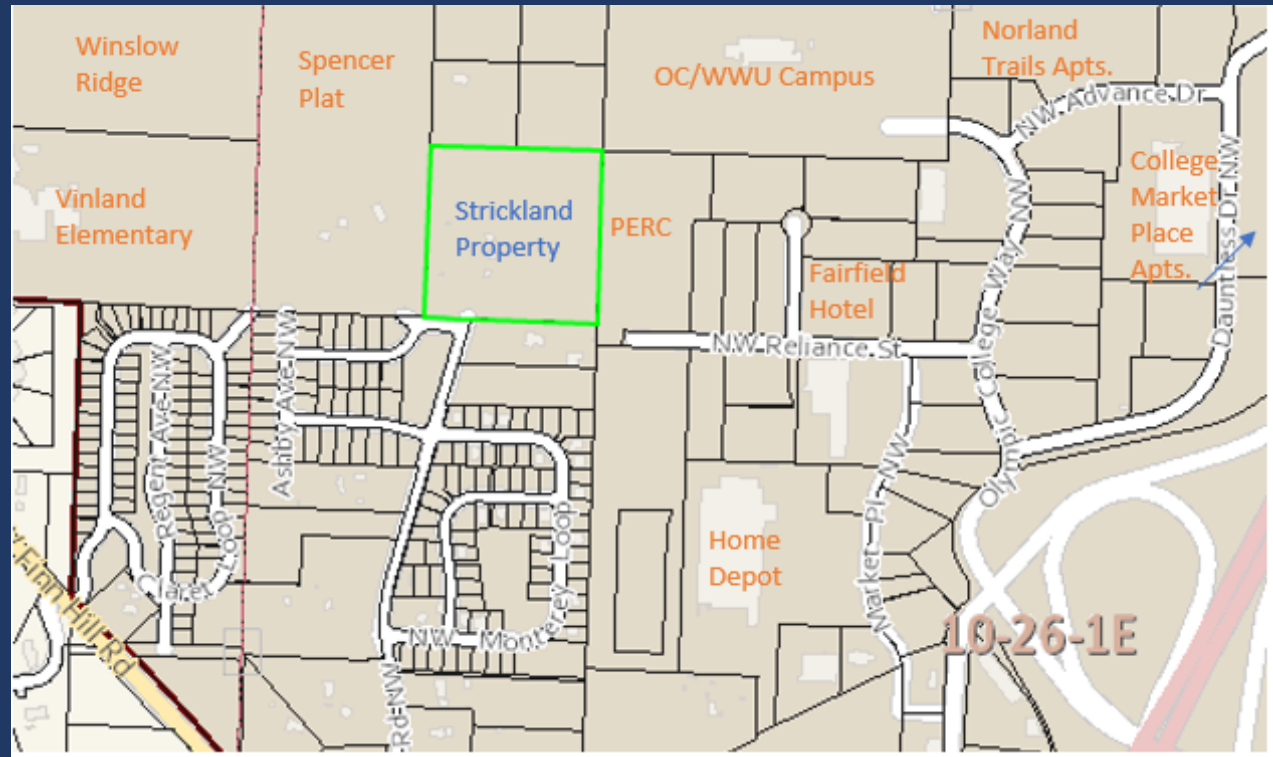 Winslow
Ridge
Spencer
Plat
OC/WWU Campus
Norland
Trails Apts.
NW Advance Dr
Vinland
Elementary
Strickland
Property
PERC
College
Market
Place
Apts.
Fairfield
Hotel
Olympic College Way NW
Dauntless Dr NW
NW Reliance St
Regent Ave NW
Ashby Ave NW
Claret Loop NW
Home
Depot
Market Pl NW
NW Monterey Loop
Finn Hill Rd
Rd NW
10-26-1E